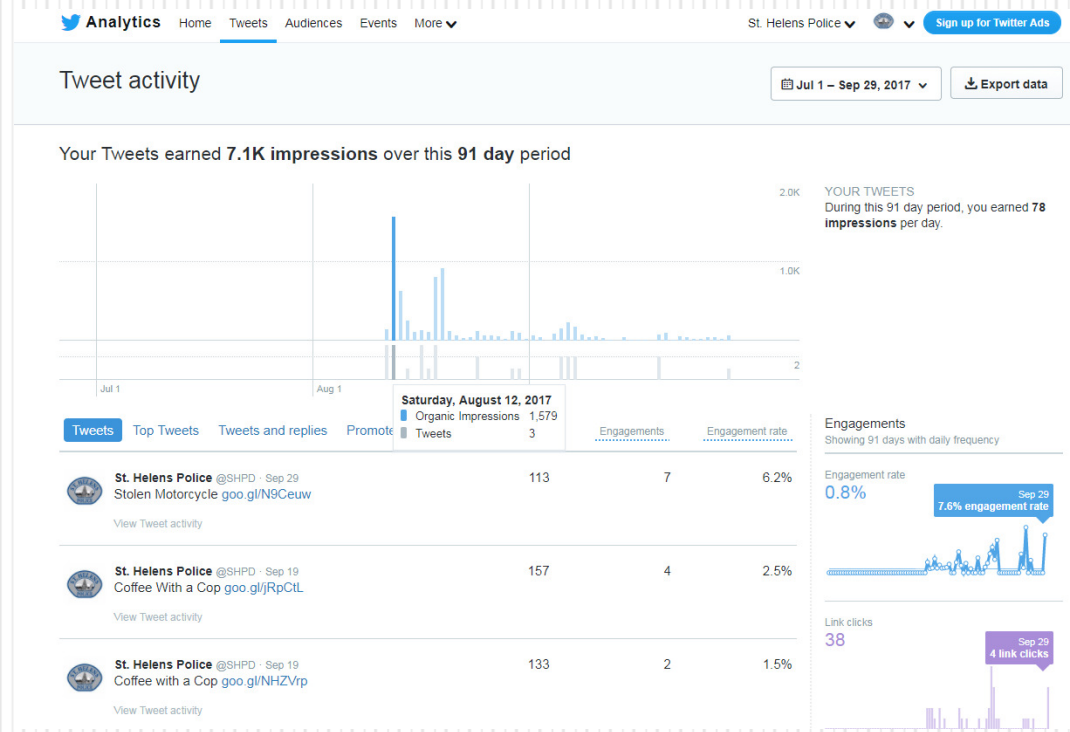 Analytics Home Tweets Audiences Events More St. Helens Police Sign up for Twitter Ads
Tweet activity Jul 1 – Sep 29, 2017 Export data
Your Tweets earned 7.1K impressions over this 91 day period
2.0K
1.0K
2
Jul 1 Aug 1
YOUR TWEETS
During this 91 day period, you earned 78
impressions per day.
Saturday, August 12, 2017
Organic Impressions 1,579
Tweets 3
Tweets Top Tweets Tweets and replies Promote Engagements Engagement rate
St. Helens Police @SHPD · Sep 29 113 7 6.2%
Stolen Motorcycle goo.gl/N9Ceuw
View Tweet activity
St. Helens Police @SHPD · Sep 19 157 4 2.5%
Coffee With a Cop goo.gl/jRpCtL
View Tweet activity
St. Helens Police @SHPD · Sep 19 133 2 1.5%
Coffee with a Cop goo.gl/NHZVrp
View Tweet activity
Engagements
Showing 91 days with daily frequency
Engagement rate
0.8%
Sep 29
7.6% engagement rate
Link clicks
38
Sep 29
4 link clicks